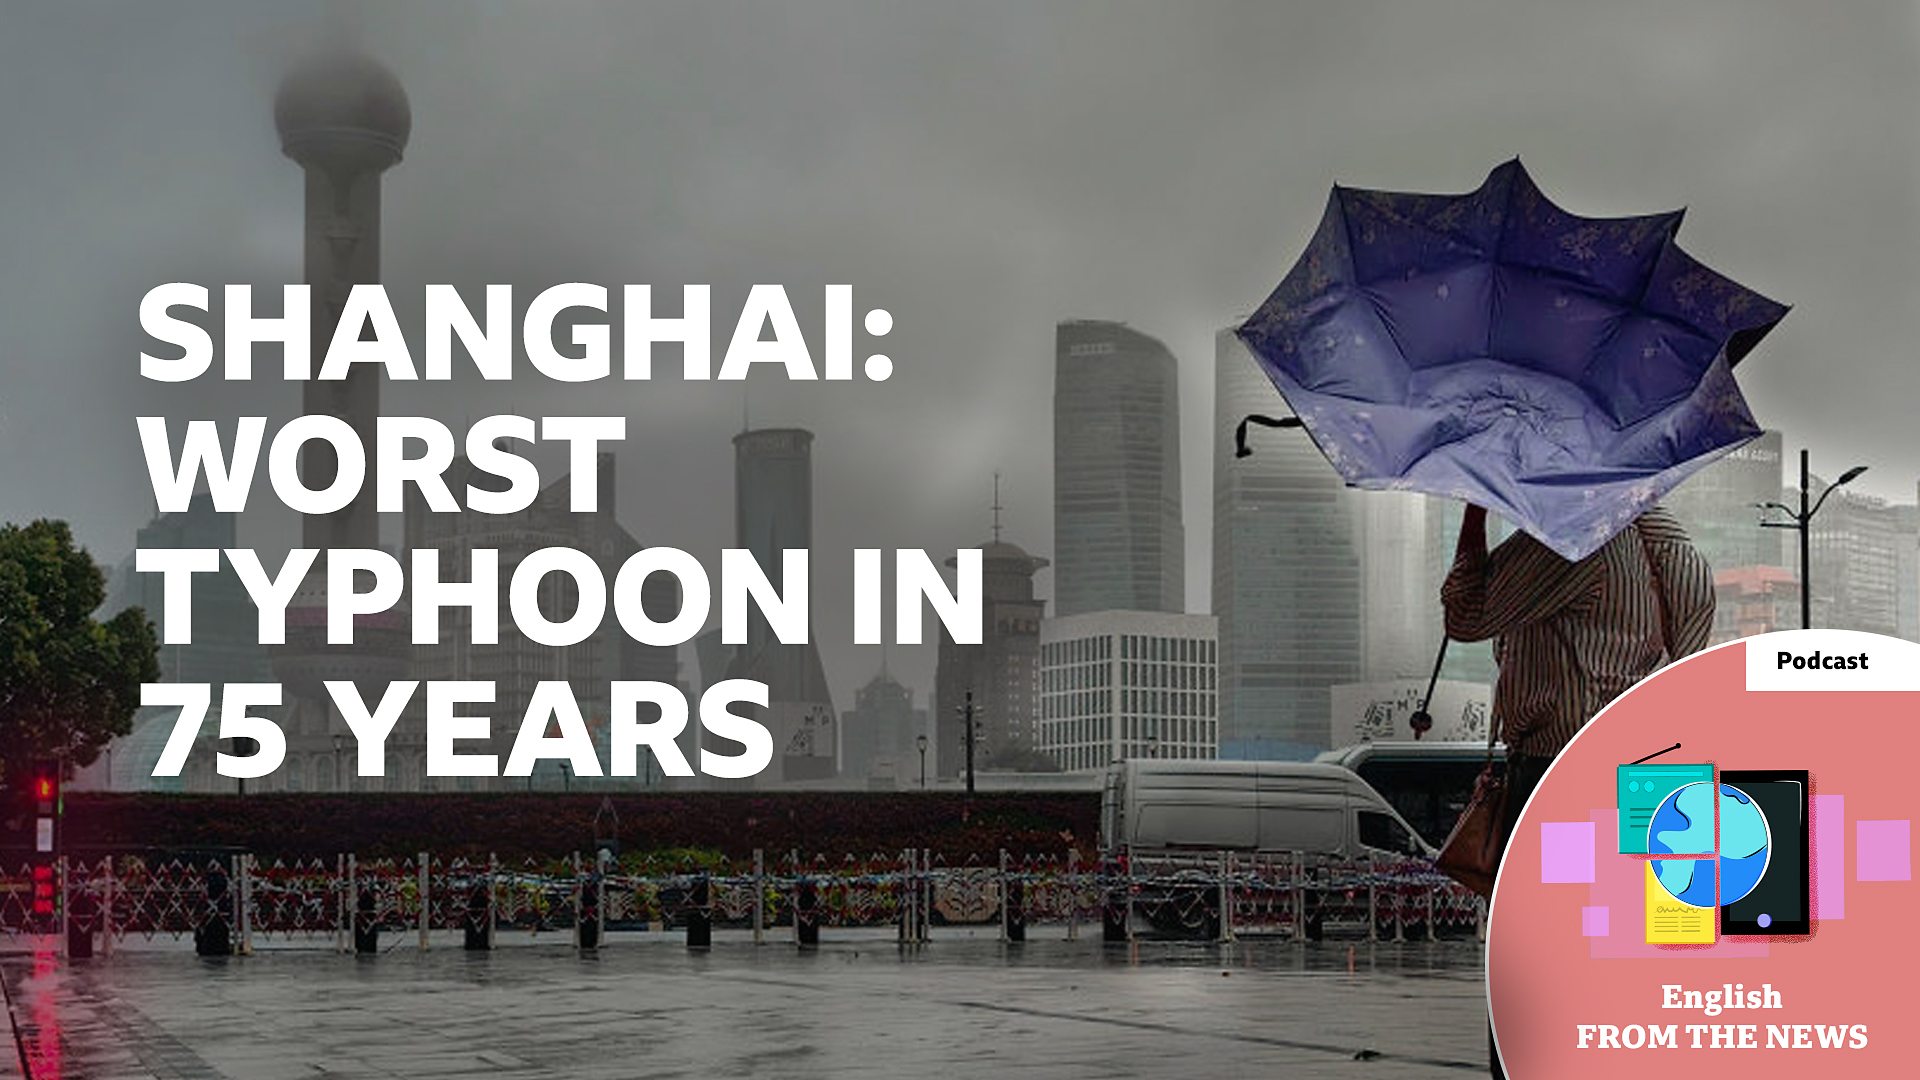 SHANGHAI:
WORST
TYPHOON IN
75 YEARS
Podcast
English
FROM THE NEWS